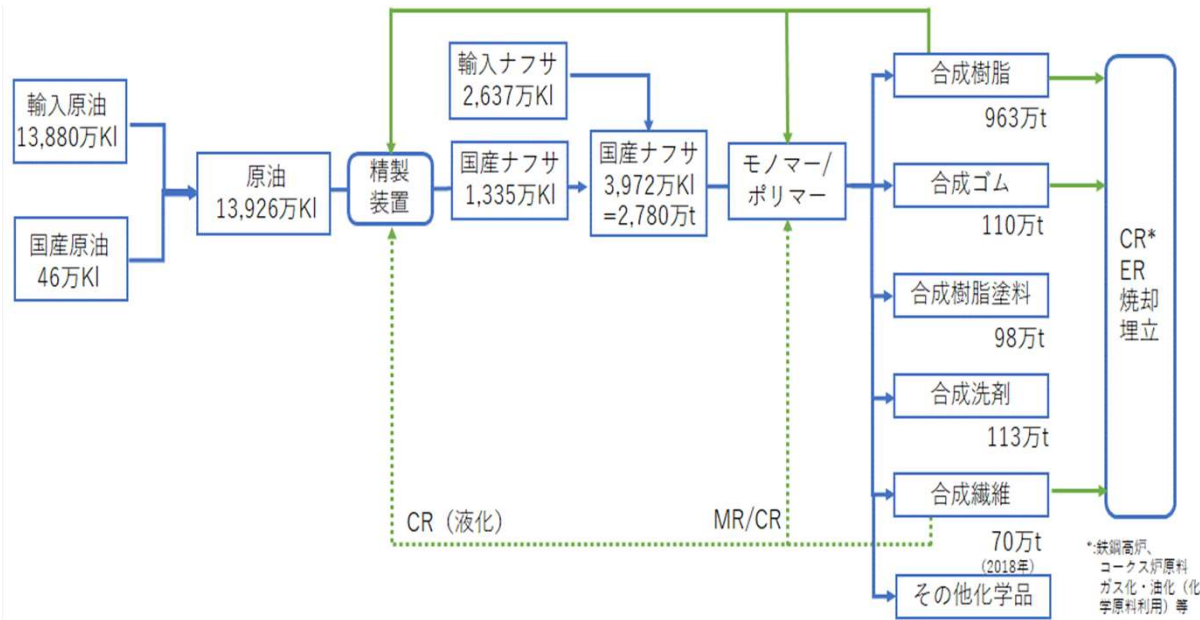 輸入原油
13,880万Kl
国産原油
46万Kl
原油
13,926万Kl
精製
装置
輸入ナフサ
2,637万Kl
国産ナフサ
1,335万Kl
国産ナフサ
3,972万Kl
=2,780万t
モノマー/
ポリマー
合成樹脂
963万t
合成ゴム
110万t
合成樹脂塗料
98万t
合成洗剤
113万t
合成繊維
70万t
(2018年)
その他化学品
CR（液化）
MR/CR
CR*
ER
焼却
埋立
*:鉄鋼高炉、
コークス炉原料
ガス化・油化（化
学原料利用）等